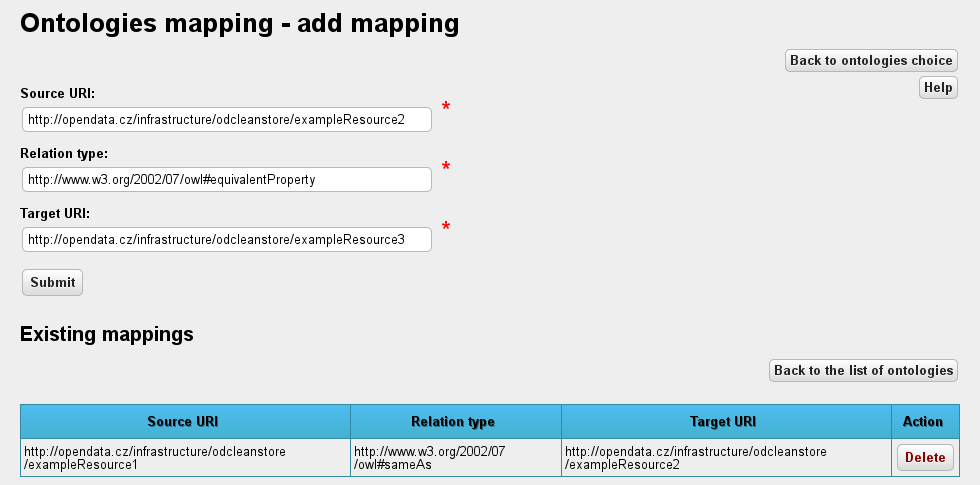 Ontologies mapping - add mapping
Back to ontologies choice
Help
Source URI:
*
http://opendata.cz/infrastructure/odcleanstore/exampleResource2
Relation type:
*
http://www.w3.org/2002/07/owl#equivalentProperty
Target URI:
*
http://opendata.cz/infrastructure/odcleanstore/exampleResource3
Submit
Existing mappings
Back to the list of ontologies
Source URI Relation type Target URI Action
http://opendata.cz/infrastructure/odcleanstore
/exampleResource1
http://www.w3.org/2002/07
/owl#sameAs
http://opendata.cz/infrastructure/odcleanstore
/exampleResource2
Delete